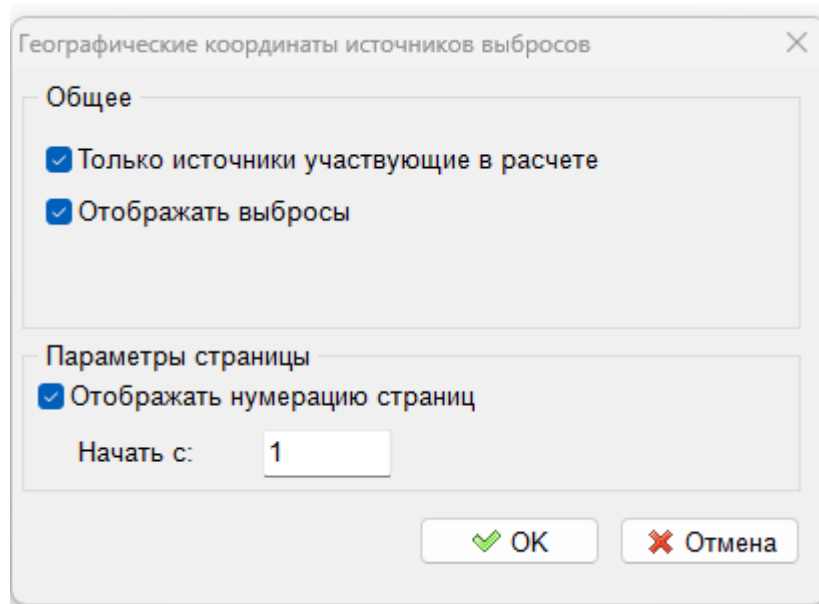 Географические координаты источников выбросов
Общее
Только источники участвующие в расчете
Отображать выбросы
Параметры страницы
Отображать нумерацию страниц
Начать с: 1
OK Отмена